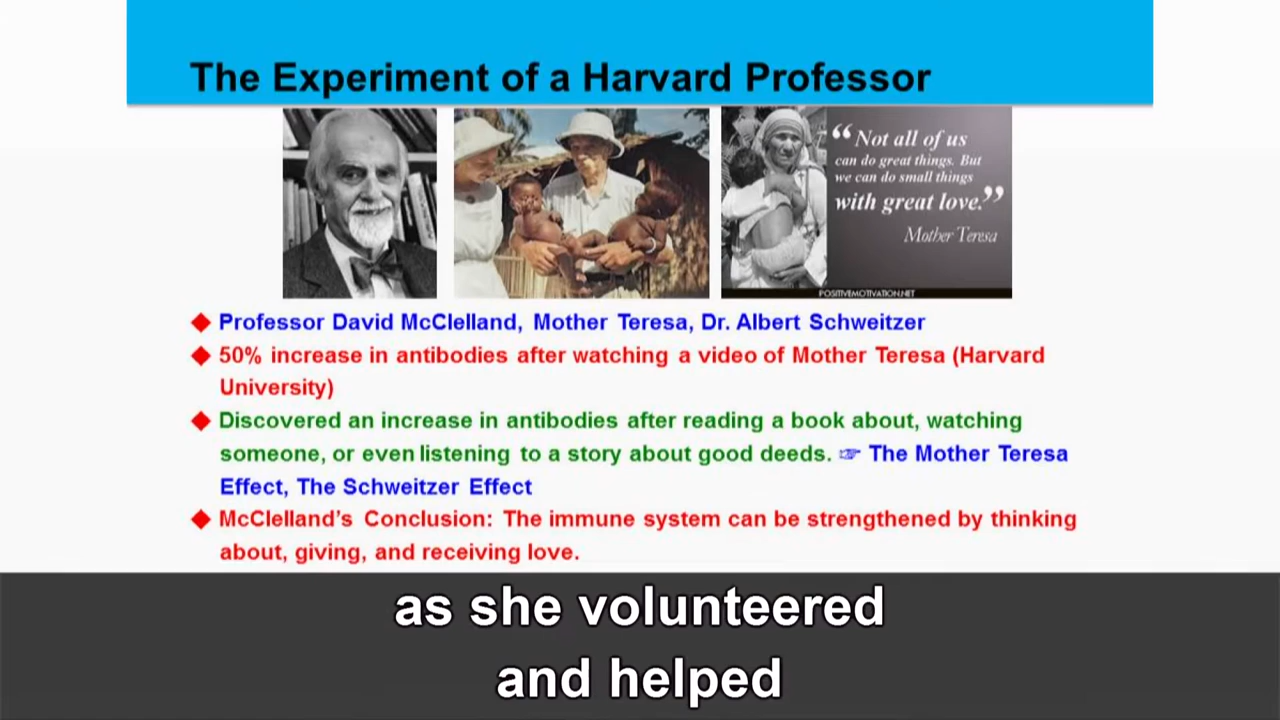 The Experiment of a Harvard Professor
“Not all of us
can do great things. But
we can do small things
with great love.”
Mother Teresa
POSITIVEMOTIVATION.NET
◆ Professor David McClelland, Mother Teresa, Dr. Albert Schweitzer
◆ 50% increase in antibodies after watching a video of Mother Teresa (Harvard
University)
◆ Discovered an increase in antibodies after reading a book about, watching
someone, or even listening to a story about good deeds. ☞ The Mother Teresa
Effect, The Schweitzer Effect
◆ McClelland’s Conclusion: The immune system can be strengthened by thinking
about, giving, and receiving love.
as she volunteered
and helped